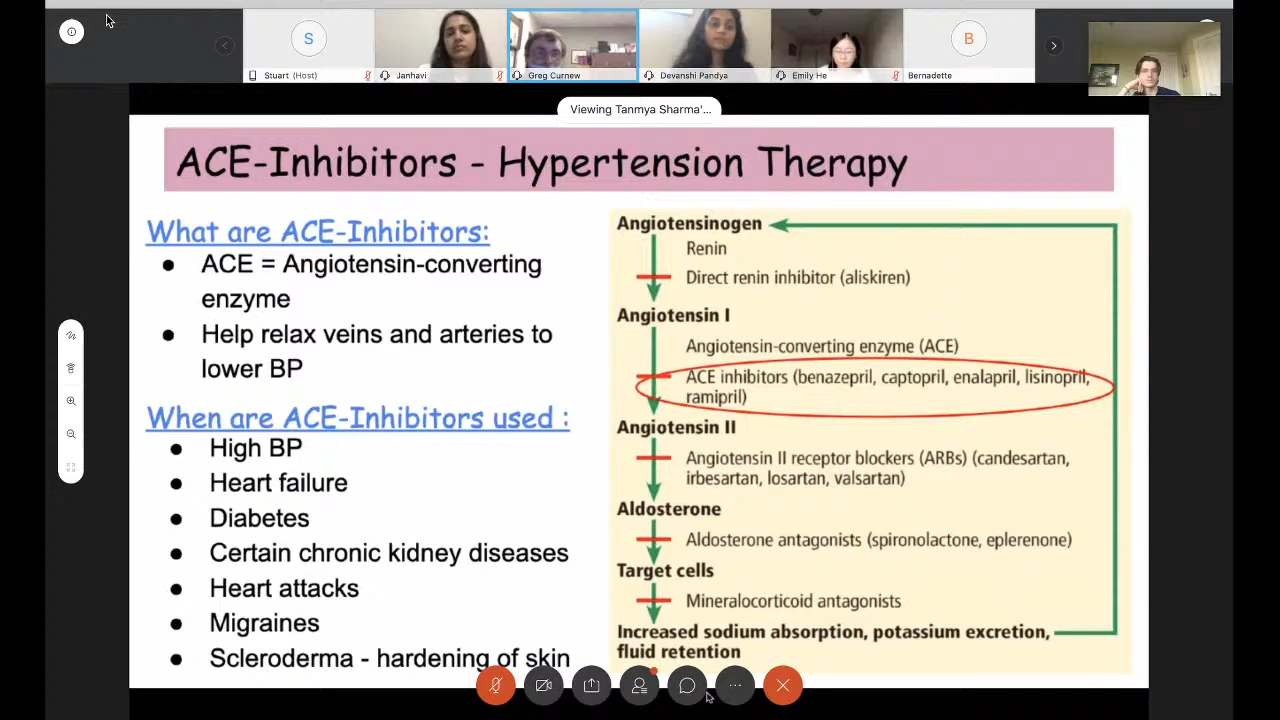 S
B
Stuart (Host)
Janhavi
Greg Curnew
Devanshi Pandya
Emily He
Bernadette
Viewing Tanmya Sharma'...
ACE-Inhibitors - Hypertension Therapy
What are ACE-Inhibitors:
● ACE = Angiotensin-converting
enzyme
● Help relax veins and arteries to
lower BP
When are ACE-Inhibitors used :
● High BP
● Heart failure
● Diabetes
● Certain chronic kidney diseases
● Heart attacks
● Migraines
● Scleroderma - hardening of skin
Angiotensinogen
Renin
Direct renin inhibitor (aliskiren)
Angiotensin I
Angiotensin-converting enzyme (ACE)
ACE inhibitors (benazepril, captopril, enalapril, lisinopril,
ramipril)
Angiotensin II
Angiotensin II receptor blockers (ARBs) (candesartan,
irbesartan, losartan, valsartan)
Aldosterone
Aldosterone antagonists (spironolactone, eplerenone)
Target cells
Mineralocorticoid antagonists
Increased sodium absorption, potassium excretion,
fluid retention